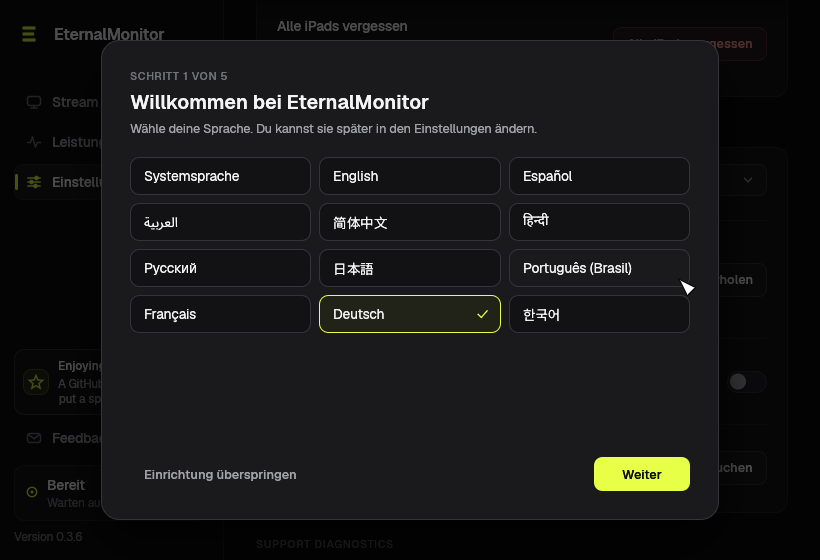 EternalMonitor
Alle iPads vergessen
Stream
Einstell
SCHRITT 1 VON 5
Willkommen bei EternalMonitor
Wähle deine Sprache. Du kannst sie später in den Einstellungen ändern.
Systemsprache
English
Español
العربية
简体中文
हिन्दी
Русский
日本語
Português (Brasil)
Français
Deutsch
한국어
Enjoying
A GitHub
put a sp
Bereit
Warten au
Version 0.3.6
Einrichtung überspringen
Weiter
SUPPORT DIAGNOSTICS